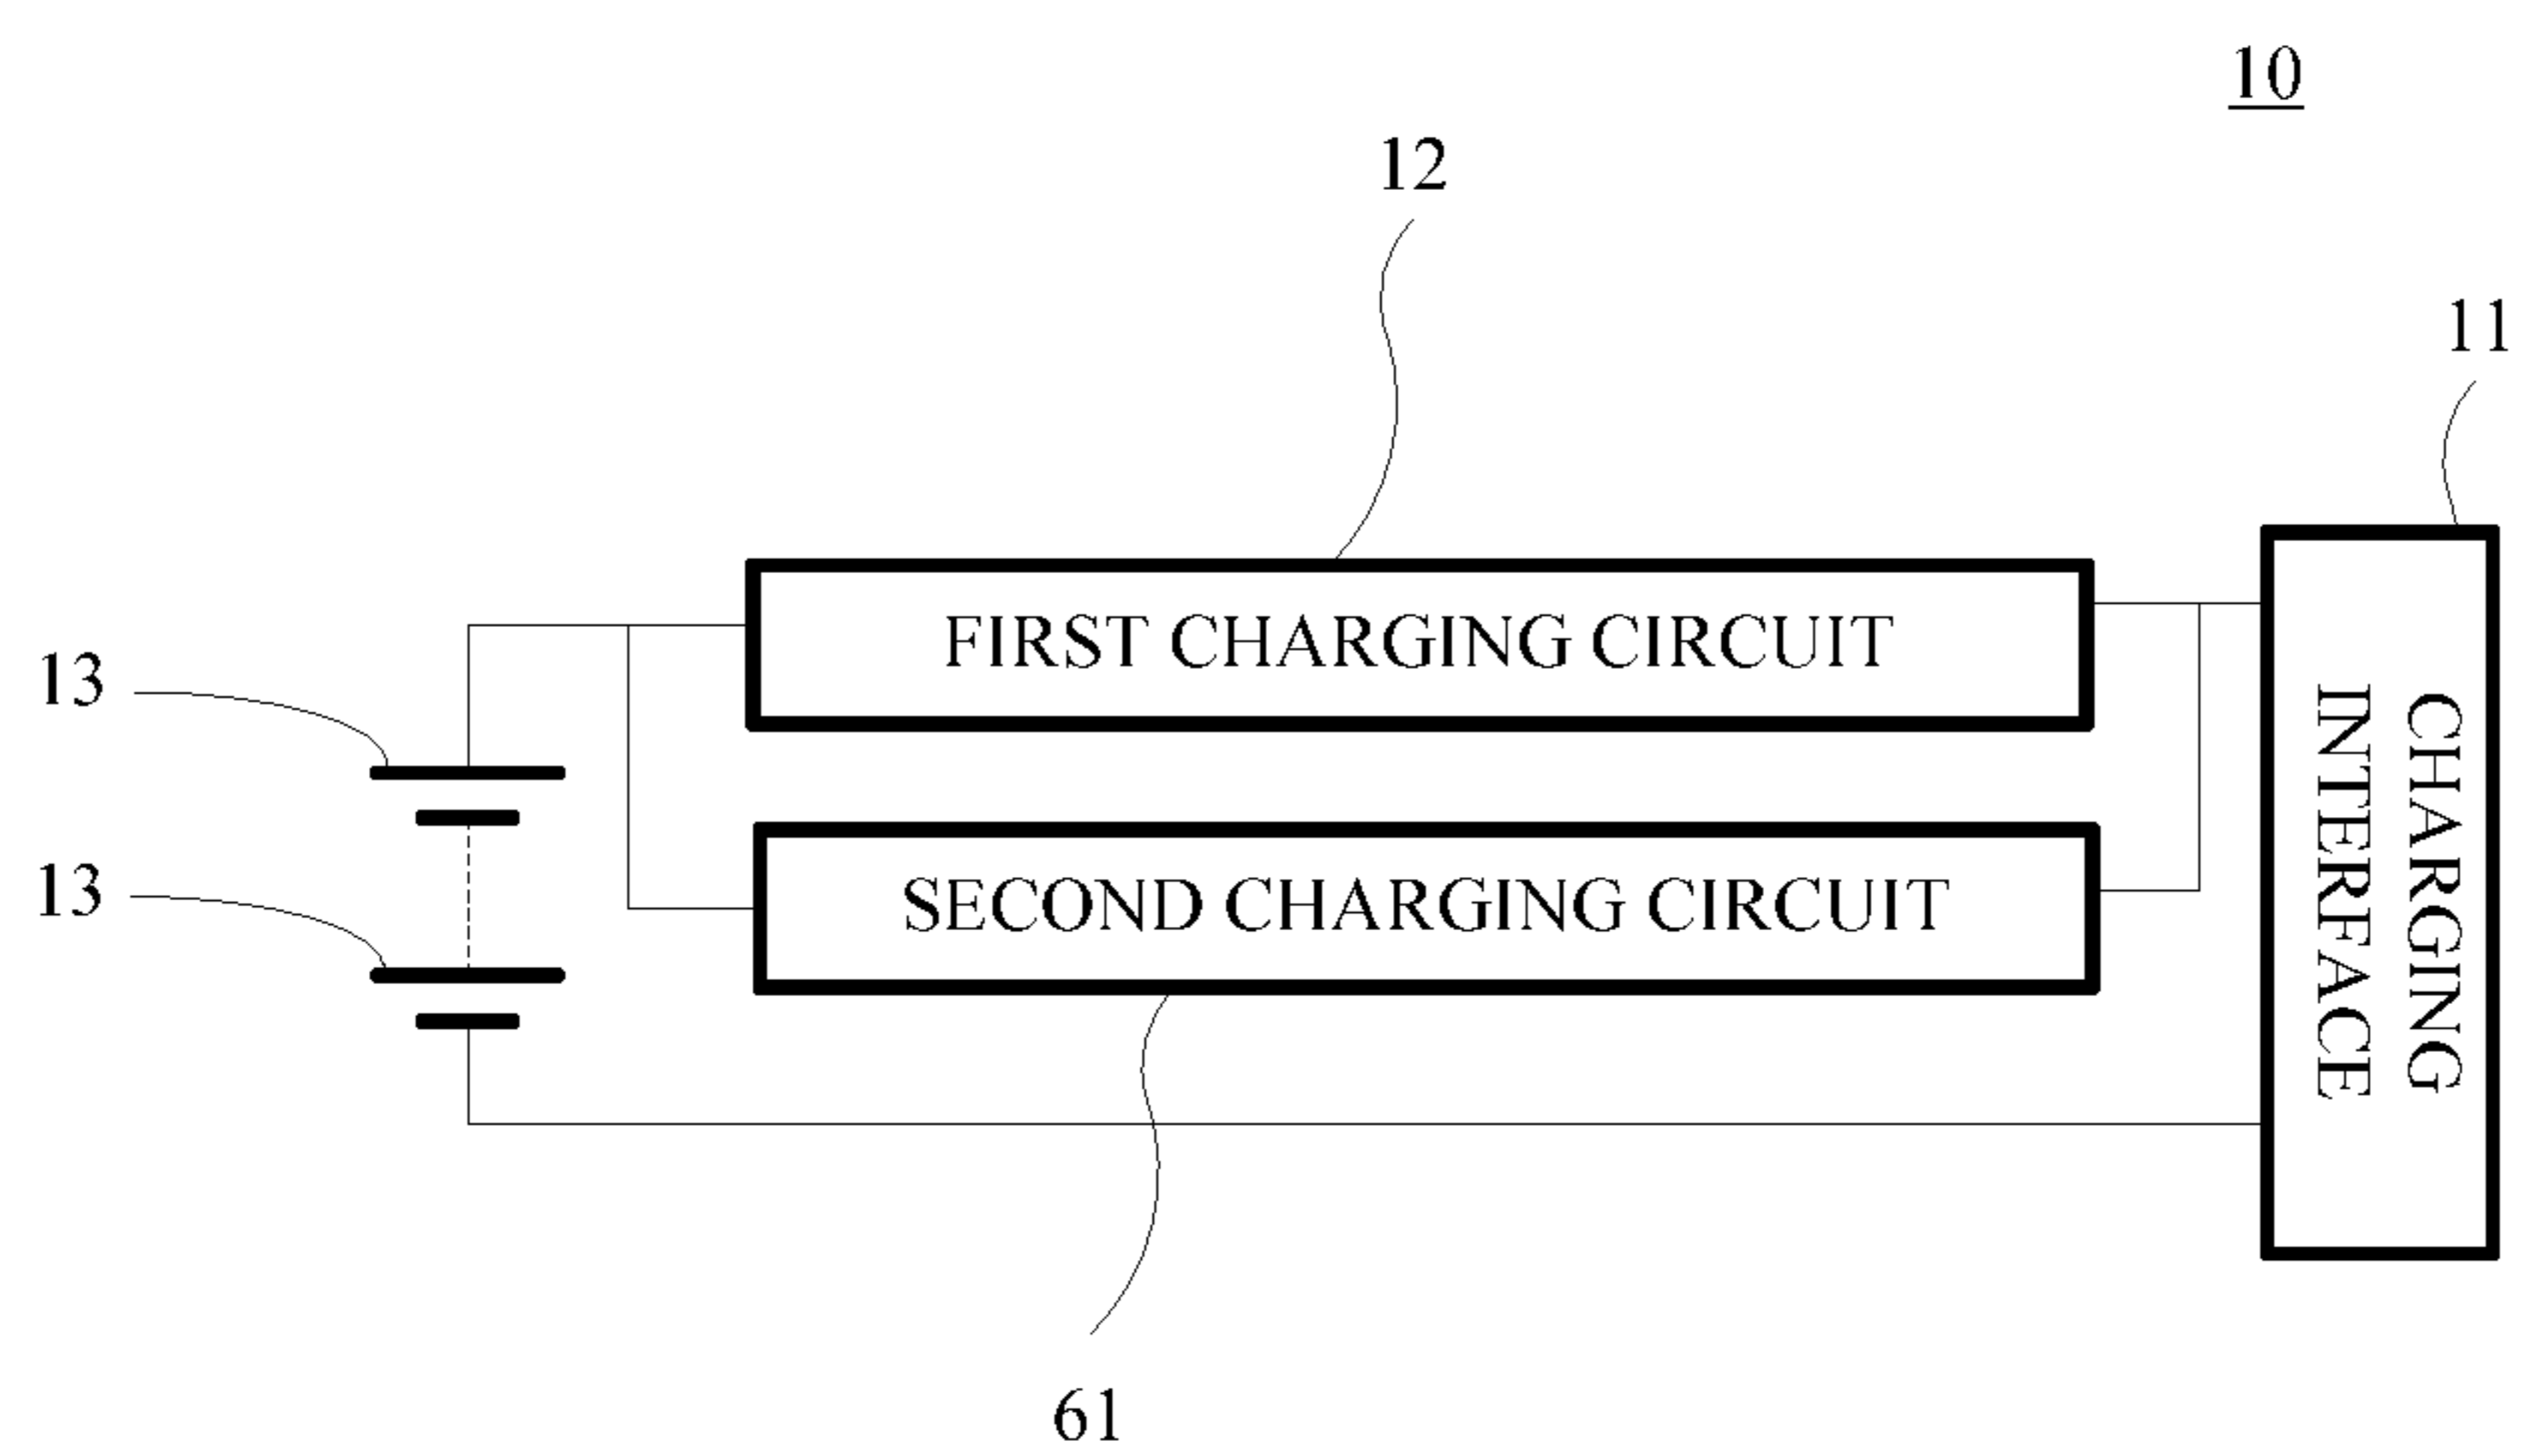 10
12
11
FIRST CHARGING CIRCUIT
13
CHARGING
INTERFACE
13
SECOND CHARGING CIRCUIT
61